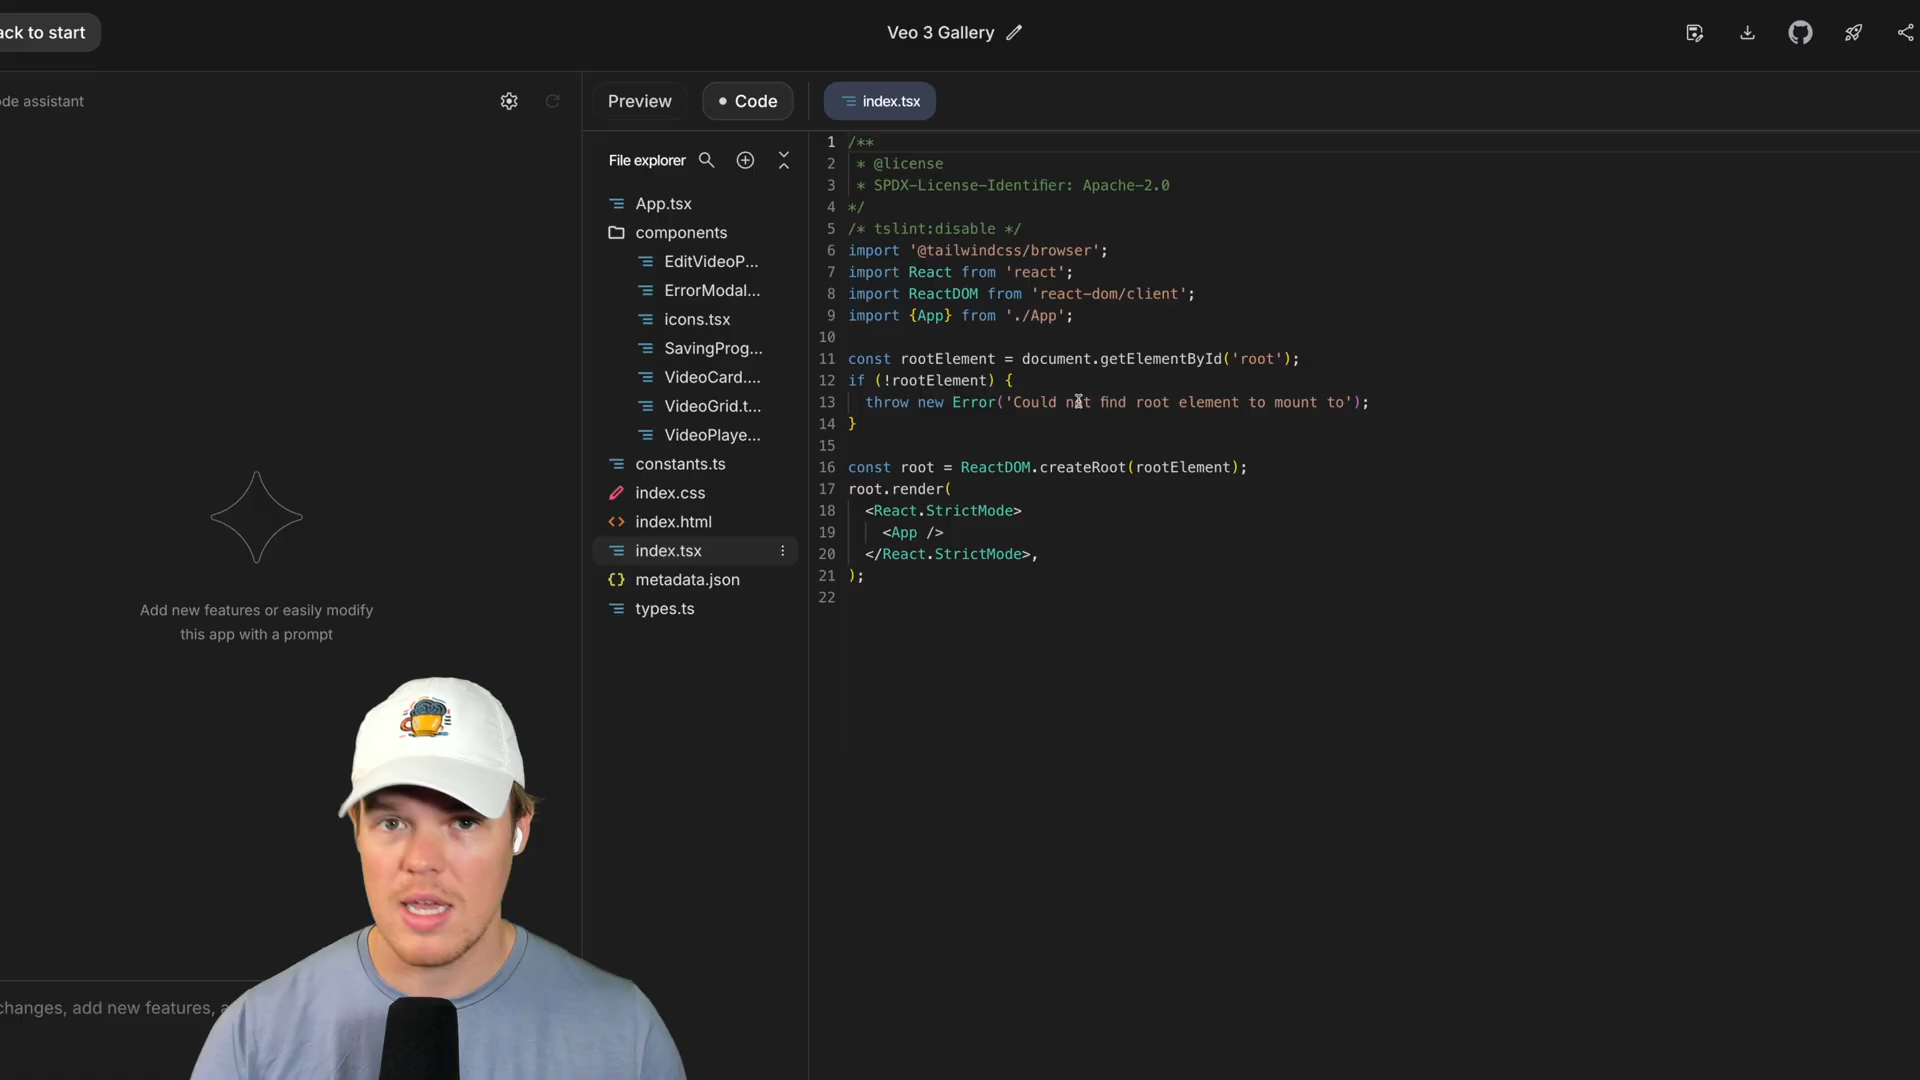 ack to start
Veo 3 Gallery
de assistant
Preview
Code
index.tsx
File explorer
App.tsx
components
EditVideoP...
ErrorModal...
icons.tsx
SavingProg...
VideoCard....
VideoGrid.t...
VideoPlaye...
constants.ts
index.css
index.html
index.tsx
metadata.json
types.ts
1 /**
2 * @license
3 * SPDX-License-Identifier: Apache-2.0
4 */
5 /* tslint:disable */
6 import '@tailwindcss/browser';
7 import React from 'react';
8 import ReactDOM from 'react-dom/client';
9 import {App} from './App';
10
11 const rootElement = document.getElementById('root');
12 if (!rootElement) {
13 throw new Error('Could not find root element to mount to');
14 }
15
16 const root = ReactDOM.createRoot(rootElement);
17 root.render(
18 <React.StrictMode>
19 <App />
20 </React.StrictMode>,
21 );
22
Add new features or easily modify
this app with a prompt
changes, add new features, a